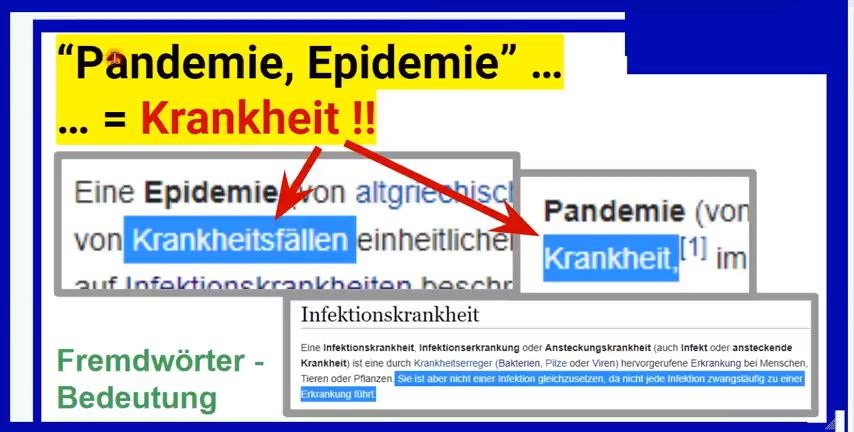 “Pandemie, Epidemie” ...
... = Krankheit !!
Eine Epidemie (von altgriechisch
von Krankheitsfällen einheitlicher
auf Infektionskrankheiten beschr
Pandemie (von
Krankheit,[1] im
Infektionskrankheit
Eine Infektionskrankheit, Infektionserkrankung oder Ansteckungskrankheit (auch Infekt oder ansteckende
Krankheit) ist eine durch Krankheitserreger (Bakterien, Pilze oder Viren) hervorgerufene Erkrankung bei Menschen,
Tieren oder Pflanzen. Sie ist aber nicht einer Infektion gleichzusetzen, da nicht jede Infektion zwangsläufig zu einer
Erkrankung führt.
Fremdwörter -
Bedeutung